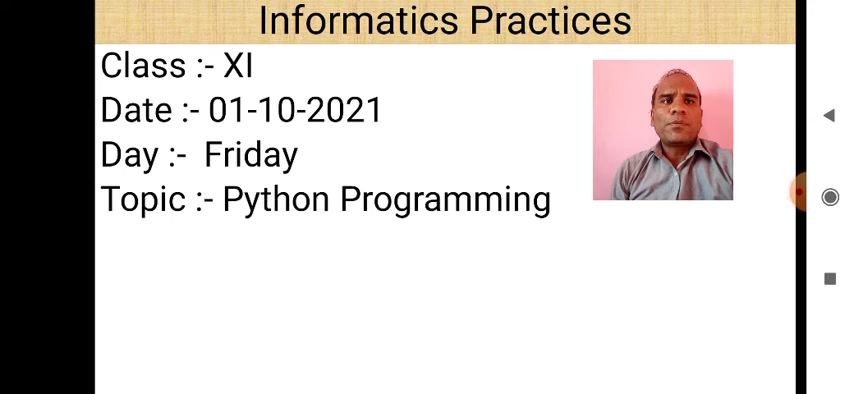 Informatics Practices
Class :- XI
Date :- 01-10-2021
Day :-  Friday
Topic :- Python Programming